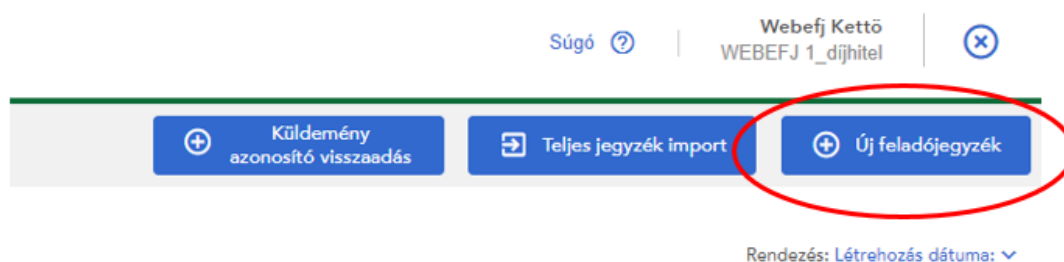 Súgó
Webefj Kettö
WEBEFJ 1_díjhitel
Küldemény
azonosító visszaadás
Teljes jegyzék import
Új feladójegyzék
Rendezés: Létrehozás dátuma: